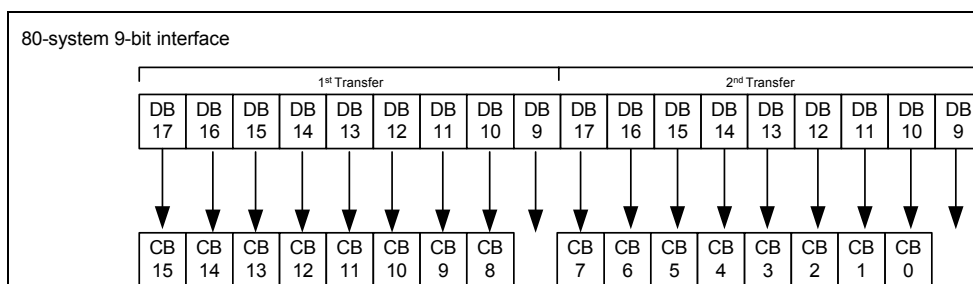 80-system 9-bit interface
1st Transfer 2nd Transfer
DB DB DB DB DB DB DB DB DB DB DB DB DB DB DB DB DB DB
17 16 15 14 13 12 11 10 9 17 16 15 14 13 12 11 10 9
CB CB CB CB CB CB CB CB CB CB CB CB CB CB CB CB
15 14 13 12 11 10 9 8 7 6 5 4 3 2 1 0